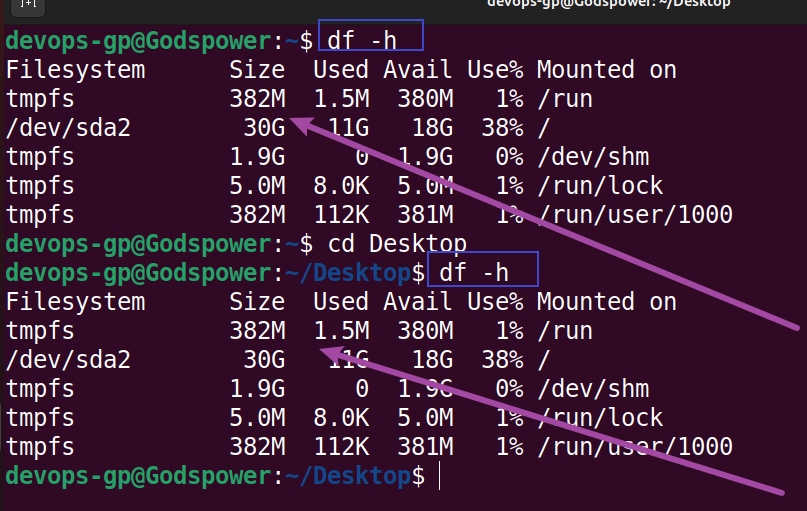 devops-gp@Godspower: ~/Desktop
devops-gp@Godspower:~$ df -h
Filesystem      Size  Used Avail Use% Mounted on
tmpfs           382M  1.5M  380M   1% /run
/dev/sda2        30G   11G   18G  38% /
tmpfs           1.9G     0  1.9G   0% /dev/shm
tmpfs           5.0M  8.0K  5.0M   1% /run/lock
tmpfs           382M  112K  381M   1% /run/user/1000
devops-gp@Godspower:~$ cd Desktop
devops-gp@Godspower:~/Desktop$ df -h
Filesystem      Size  Used Avail Use% Mounted on
tmpfs           382M  1.5M  380M   1% /run
/dev/sda2        30G   11G   18G  38% /
tmpfs           1.9G     0  1.9G   0% /dev/shm
tmpfs           5.0M  8.0K  5.0M   1% /run/lock
tmpfs           382M  112K  381M   1% /run/user/1000
devops-gp@Godspower:~/Desktop$